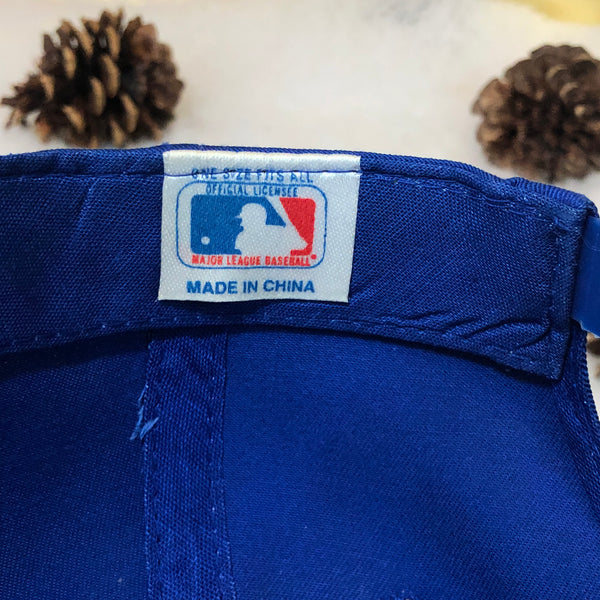 ONE SIZE FITS ALL
OFFICIAL LICENSEE
MAJOR LEAGUE BASEBALL
MADE IN CHINA